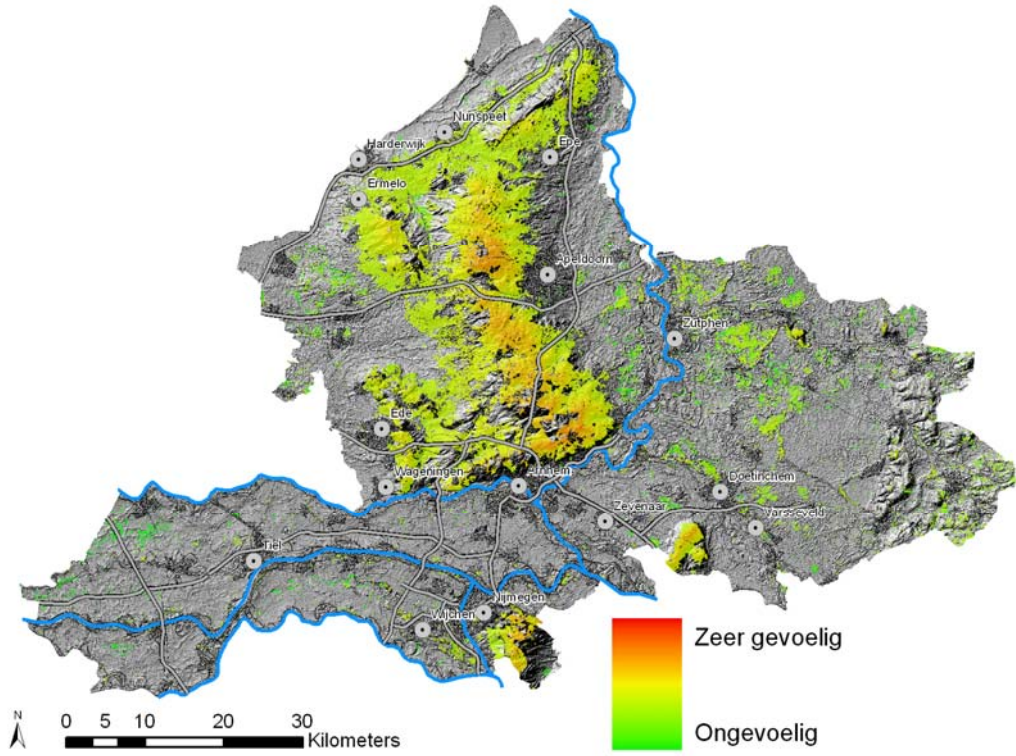 Nunspeet
Harderwijk
Epe
Ermelo
Apeldoorn
Zutphen
Ede
Wageningen
Arnhem
Doetinchem
Zevenaar
Varsseveld
Tiel
Nijmegen
Wijchen
Zeer gevoelig
Ongevoelig
N
0 5 10 20 30
Kilometers